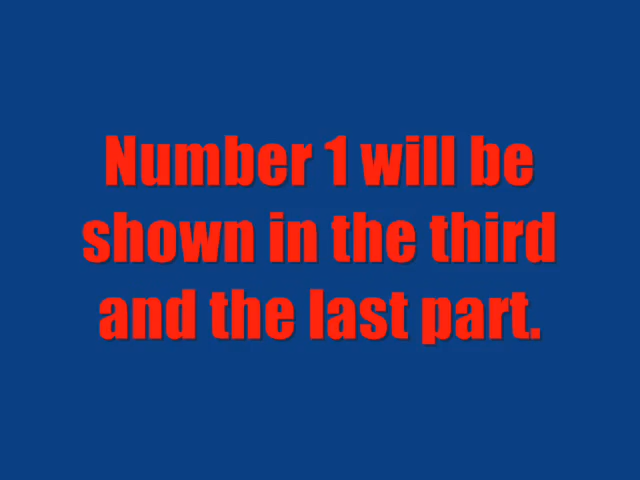 Number 1 will be
shown in the third
and the last part.